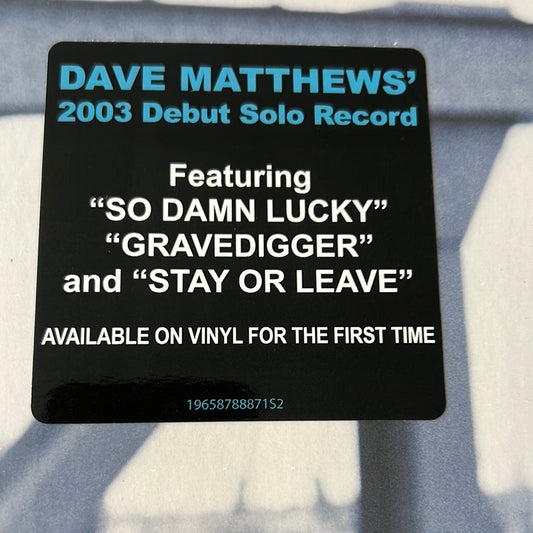 DAVE MATTHEWS’
2003 Debut Solo Record
Featuring
“SO DAMN LUCKY”
“GRAVEDIGGER”
and “STAY OR LEAVE”
AVAILABLE ON VINYL FOR THE FIRST TIME
19658788871S2